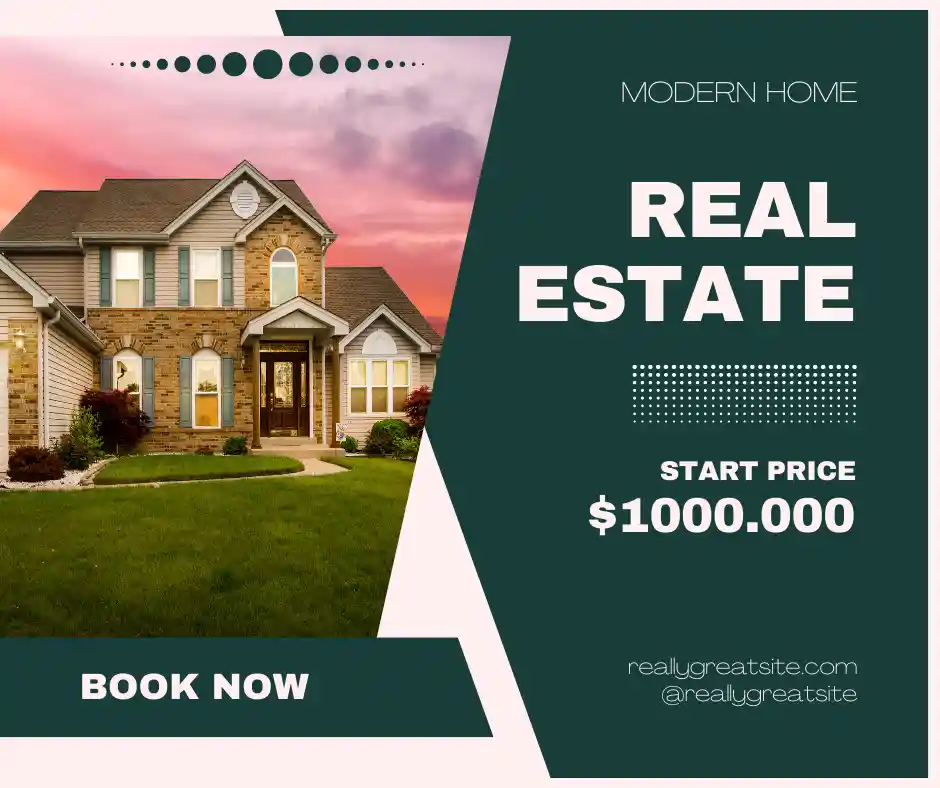 MODERN HOME
REAL
ESTATE
START PRICE
$1000.000
reallygreatsite.com
@reallygreatsite
BOOK NOW